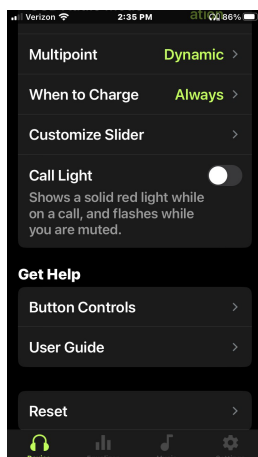 Verizon 2:35 PM 86%
Multipoint Dynamic
When to Charge Always
Customize Slider
Call Light
Shows a solid red light while
on a call, and flashes while
you are muted.
Get Help
Button Controls
User Guide
Reset